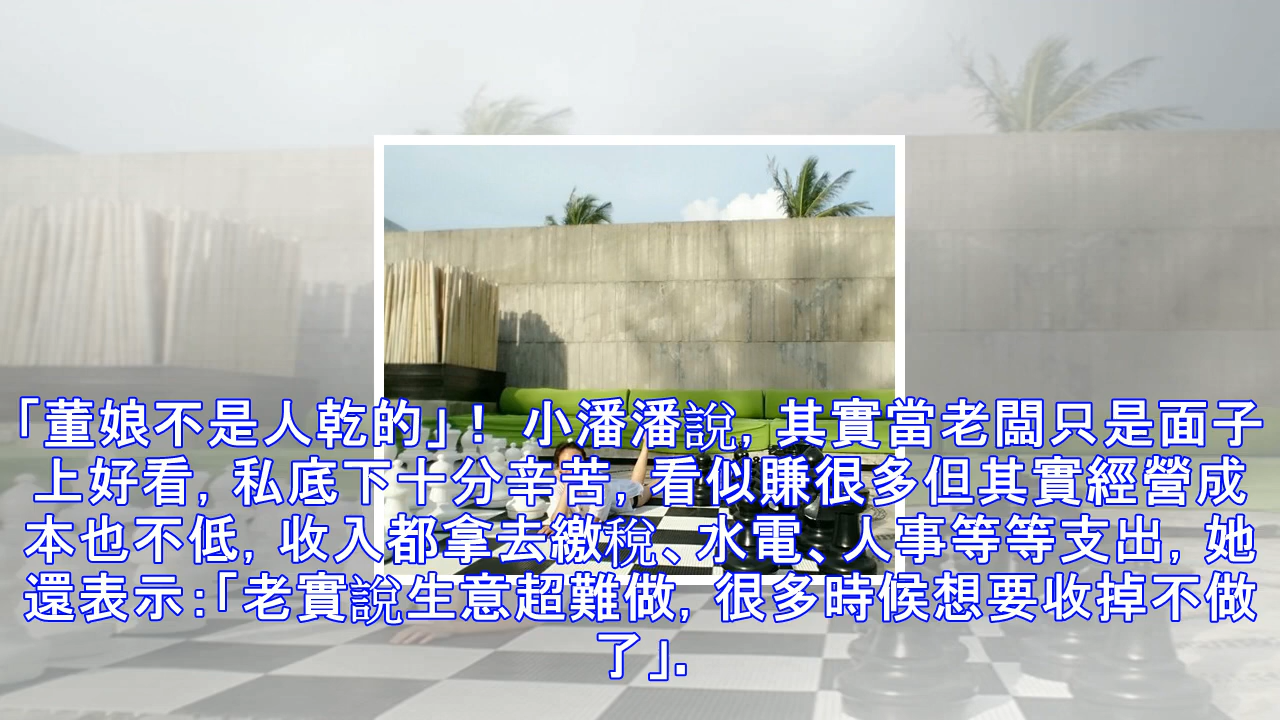 「董娘不是人乾的」! 小潘潘說, 其實當老闆只是面子
上好看, 私底下十分辛苦, 看似賺很多但其實經營成
本也不低, 收入都拿去繳稅、水電、人事等等支出, 她
還表示:「老實說生意超難做, 很多時候想要收掉不做
了」.